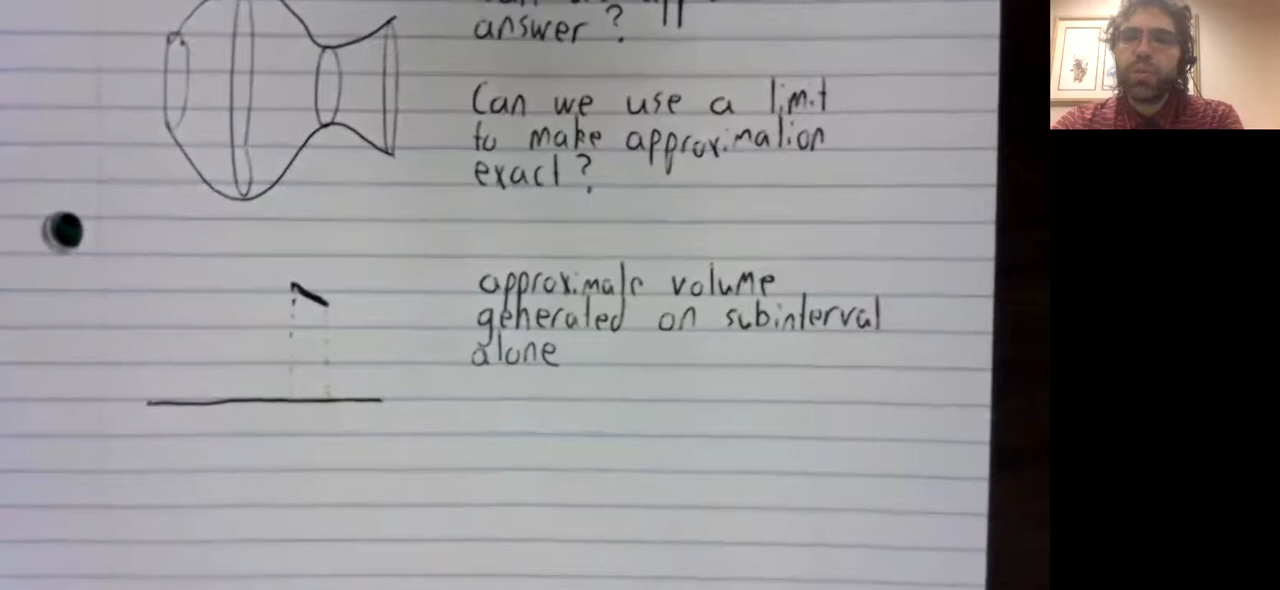 answer?
Can we use a limit
to make approximation
exact?
approximate volume
generated on subinterval
alone